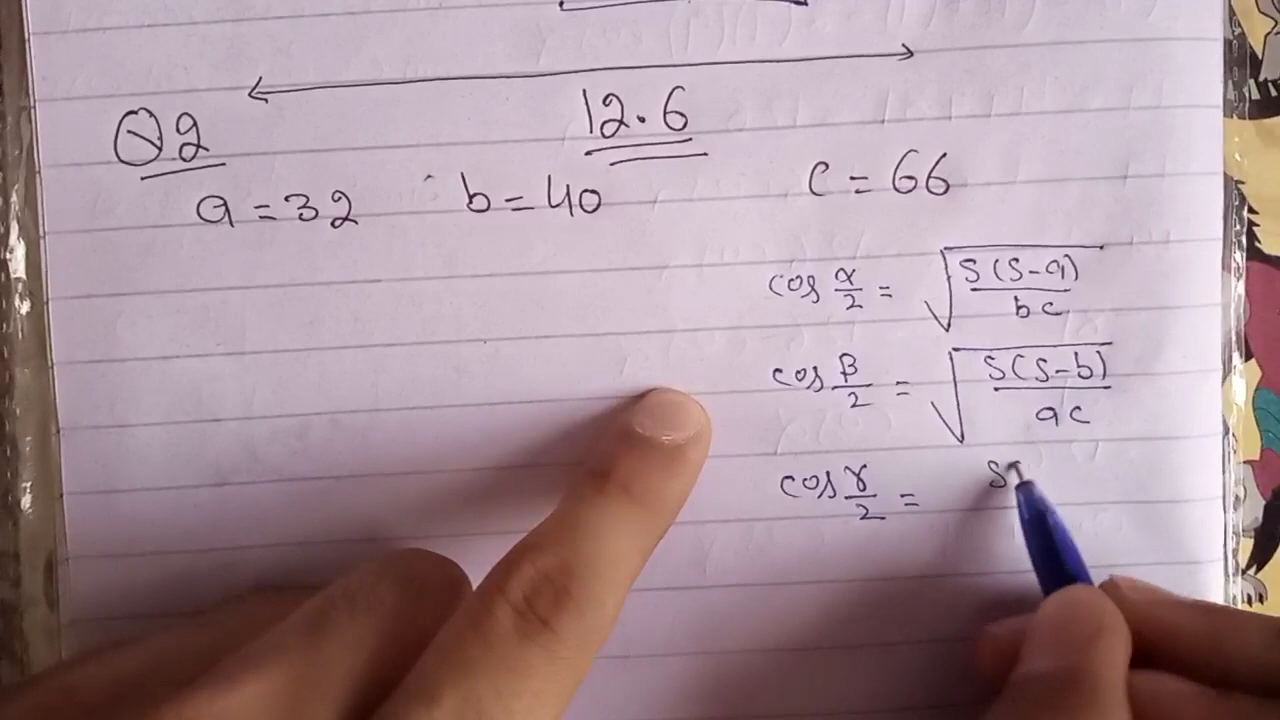 Q2
12.6
a = 32 b = 40 c = 66
cos α/2 = √(s(s-a)/bc)
cos β/2 = √(s(s-b)/ac)
cos γ/2 = s